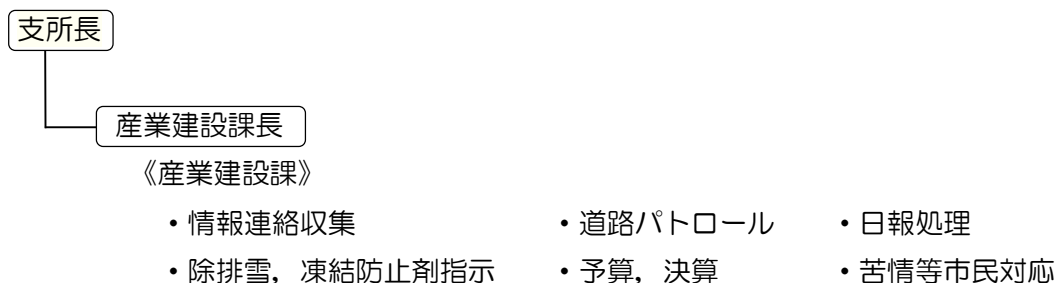 支所長
産業建設課長
《産業建設課》
・情報連絡収集 ・道路パトロール ・日報処理
・除排雪，凍結防止剤指示 ・予算，決算 ・苦情等市民対応